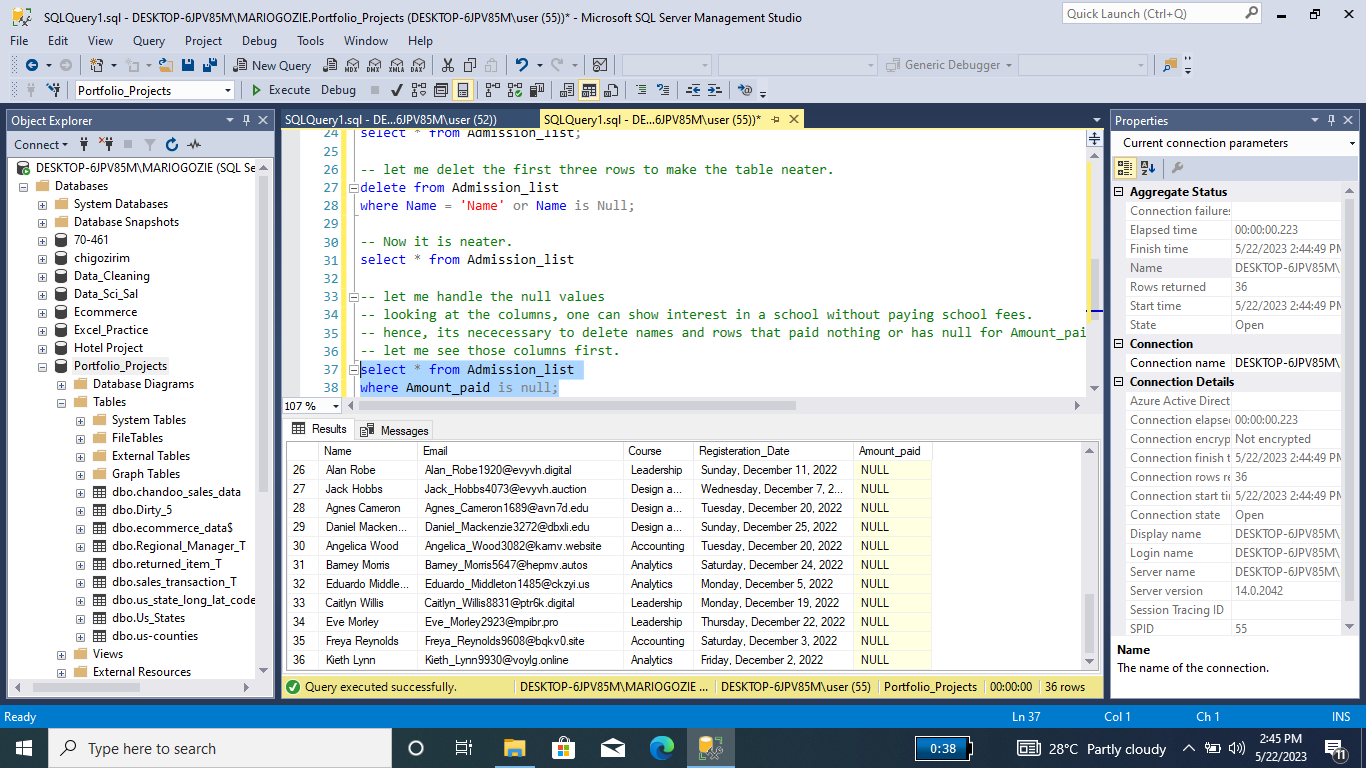 SQLQuery1.sql - DESKTOP-6JPV85M\MARIOGOZIE.Portfolio_Projects (DESKTOP-6JPV85M\user (55))* - Microsoft SQL Server Management Studio
Quick Launch (Ctrl+Q)
File Edit View Query Project Debug Tools Window Help
New Query MDX DMX XMLA DAX Generic Debugger
Portfolio_Projects Execute Debug
Object Explorer
Connect
DESKTOP-6JPV85M\MARIOGOZIE (SQL Se
Databases
System Databases
Database Snapshots
70-461
chigozirim
Data_Cleaning
Data_Sci_Sal
Ecommerce
Excel_Practice
Hotel Project
Portfolio_Projects
Database Diagrams
Tables
System Tables
FileTables
External Tables
Graph Tables
dbo.chandoo_sales_data
dbo.Dirty_5
dbo.ecommerce_data$
dbo.Regional_Manager_T
dbo.returned_item_T
dbo.sales_transaction_T
dbo.us_state_long_lat_code
dbo.Us_States
dbo.us-counties
Views
External Resources
SQLQuery1.sql - DE...6JPV85M\user (52)) SQLQuery1.sql - DE...6JPV85M\user (55))*
24 select * from Admission_list;
25
26 -- let me delet the first three rows to make the table neater.
27 delete from Admission_list
28 where Name = 'Name' or Name is Null;
29
30 -- Now it is neater.
31 select * from Admission_list
32
33 -- let me handle the null values
34 -- looking at the columns, one can show interest in a school without paying school fees.
35 -- hence, its nececessary to delete names and rows that paid nothing or has null for Amount_pai
36 -- let me see those columns first.
37 select * from Admission_list
38 where Amount_paid is null;
107 %
Results Messages
Name Email Course Registeration_Date Amount_paid
26 Alan Robe Alan_Robe1920@evyvh.digital Leadership Sunday, December 11, 2022 NULL
27 Jack Hobbs Jack_Hobbs4073@evyvh.auction Design a... Wednesday, December 7, 2... NULL
28 Agnes Cameron Agnes_Cameron1689@avn7d.edu Design a... Tuesday, December 20, 2022 NULL
29 Daniel Macken... Daniel_Mackenzie3272@dbxli.edu Design a... Sunday, December 25, 2022 NULL
30 Angelica Wood Angelica_Wood3082@kamv.website Accounting Tuesday, December 20, 2022 NULL
31 Barney Morris Barney_Morris5647@hepmv.autos Analytics Saturday, December 24, 2022 NULL
32 Eduardo Middle... Eduardo_Middleton1485@ckzyi.us Analytics Monday, December 5, 2022 NULL
33 Caitlyn Willis Caitlyn_Willis8831@ptr6k.digital Leadership Monday, December 19, 2022 NULL
34 Eve Morley Eve_Morley2923@mpibr.pro Leadership Thursday, December 22, 2022 NULL
35 Freya Reynolds Freya_Reynolds9608@bqkv0.site Accounting Saturday, December 3, 2022 NULL
36 Kieth Lynn Kieth_Lynn9930@voylg.online Analytics Friday, December 2, 2022 NULL
Query executed successfully. DESKTOP-6JPV85M\MARIOGOZIE ... DESKTOP-6JPV85M\user (55) Portfolio_Projects 00:00:00 36 rows
Properties
Current connection parameters
Aggregate Status
Connection failures
Elapsed time 00:00:00.223
Finish time 5/22/2023 2:44:49 PM
Name DESKTOP-6JPV85M\
Rows returned 36
Start time 5/22/2023 2:44:49 PM
State Open
Connection
Connection name DESKTOP-6JPV85M\
Connection Details
Azure Active Direct
Connection elapse 00:00:00.223
Connection encryp Not encrypted
Connection finish t 5/22/2023 2:44:49 PM
Connection rows re 36
Connection start ti 5/22/2023 2:44:49 PM
Connection state Open
Display name DESKTOP-6JPV85M\
Login name DESKTOP-6JPV85M\
Server name DESKTOP-6JPV85M\
Server version 14.0.2042
Session Tracing ID
SPID 55
Name
The name of the connection.
Ready Ln 37 Col 1 Ch 1 INS
Type here to search 0:38 28°C Partly cloudy 2:45 PM
5/22/2023 11